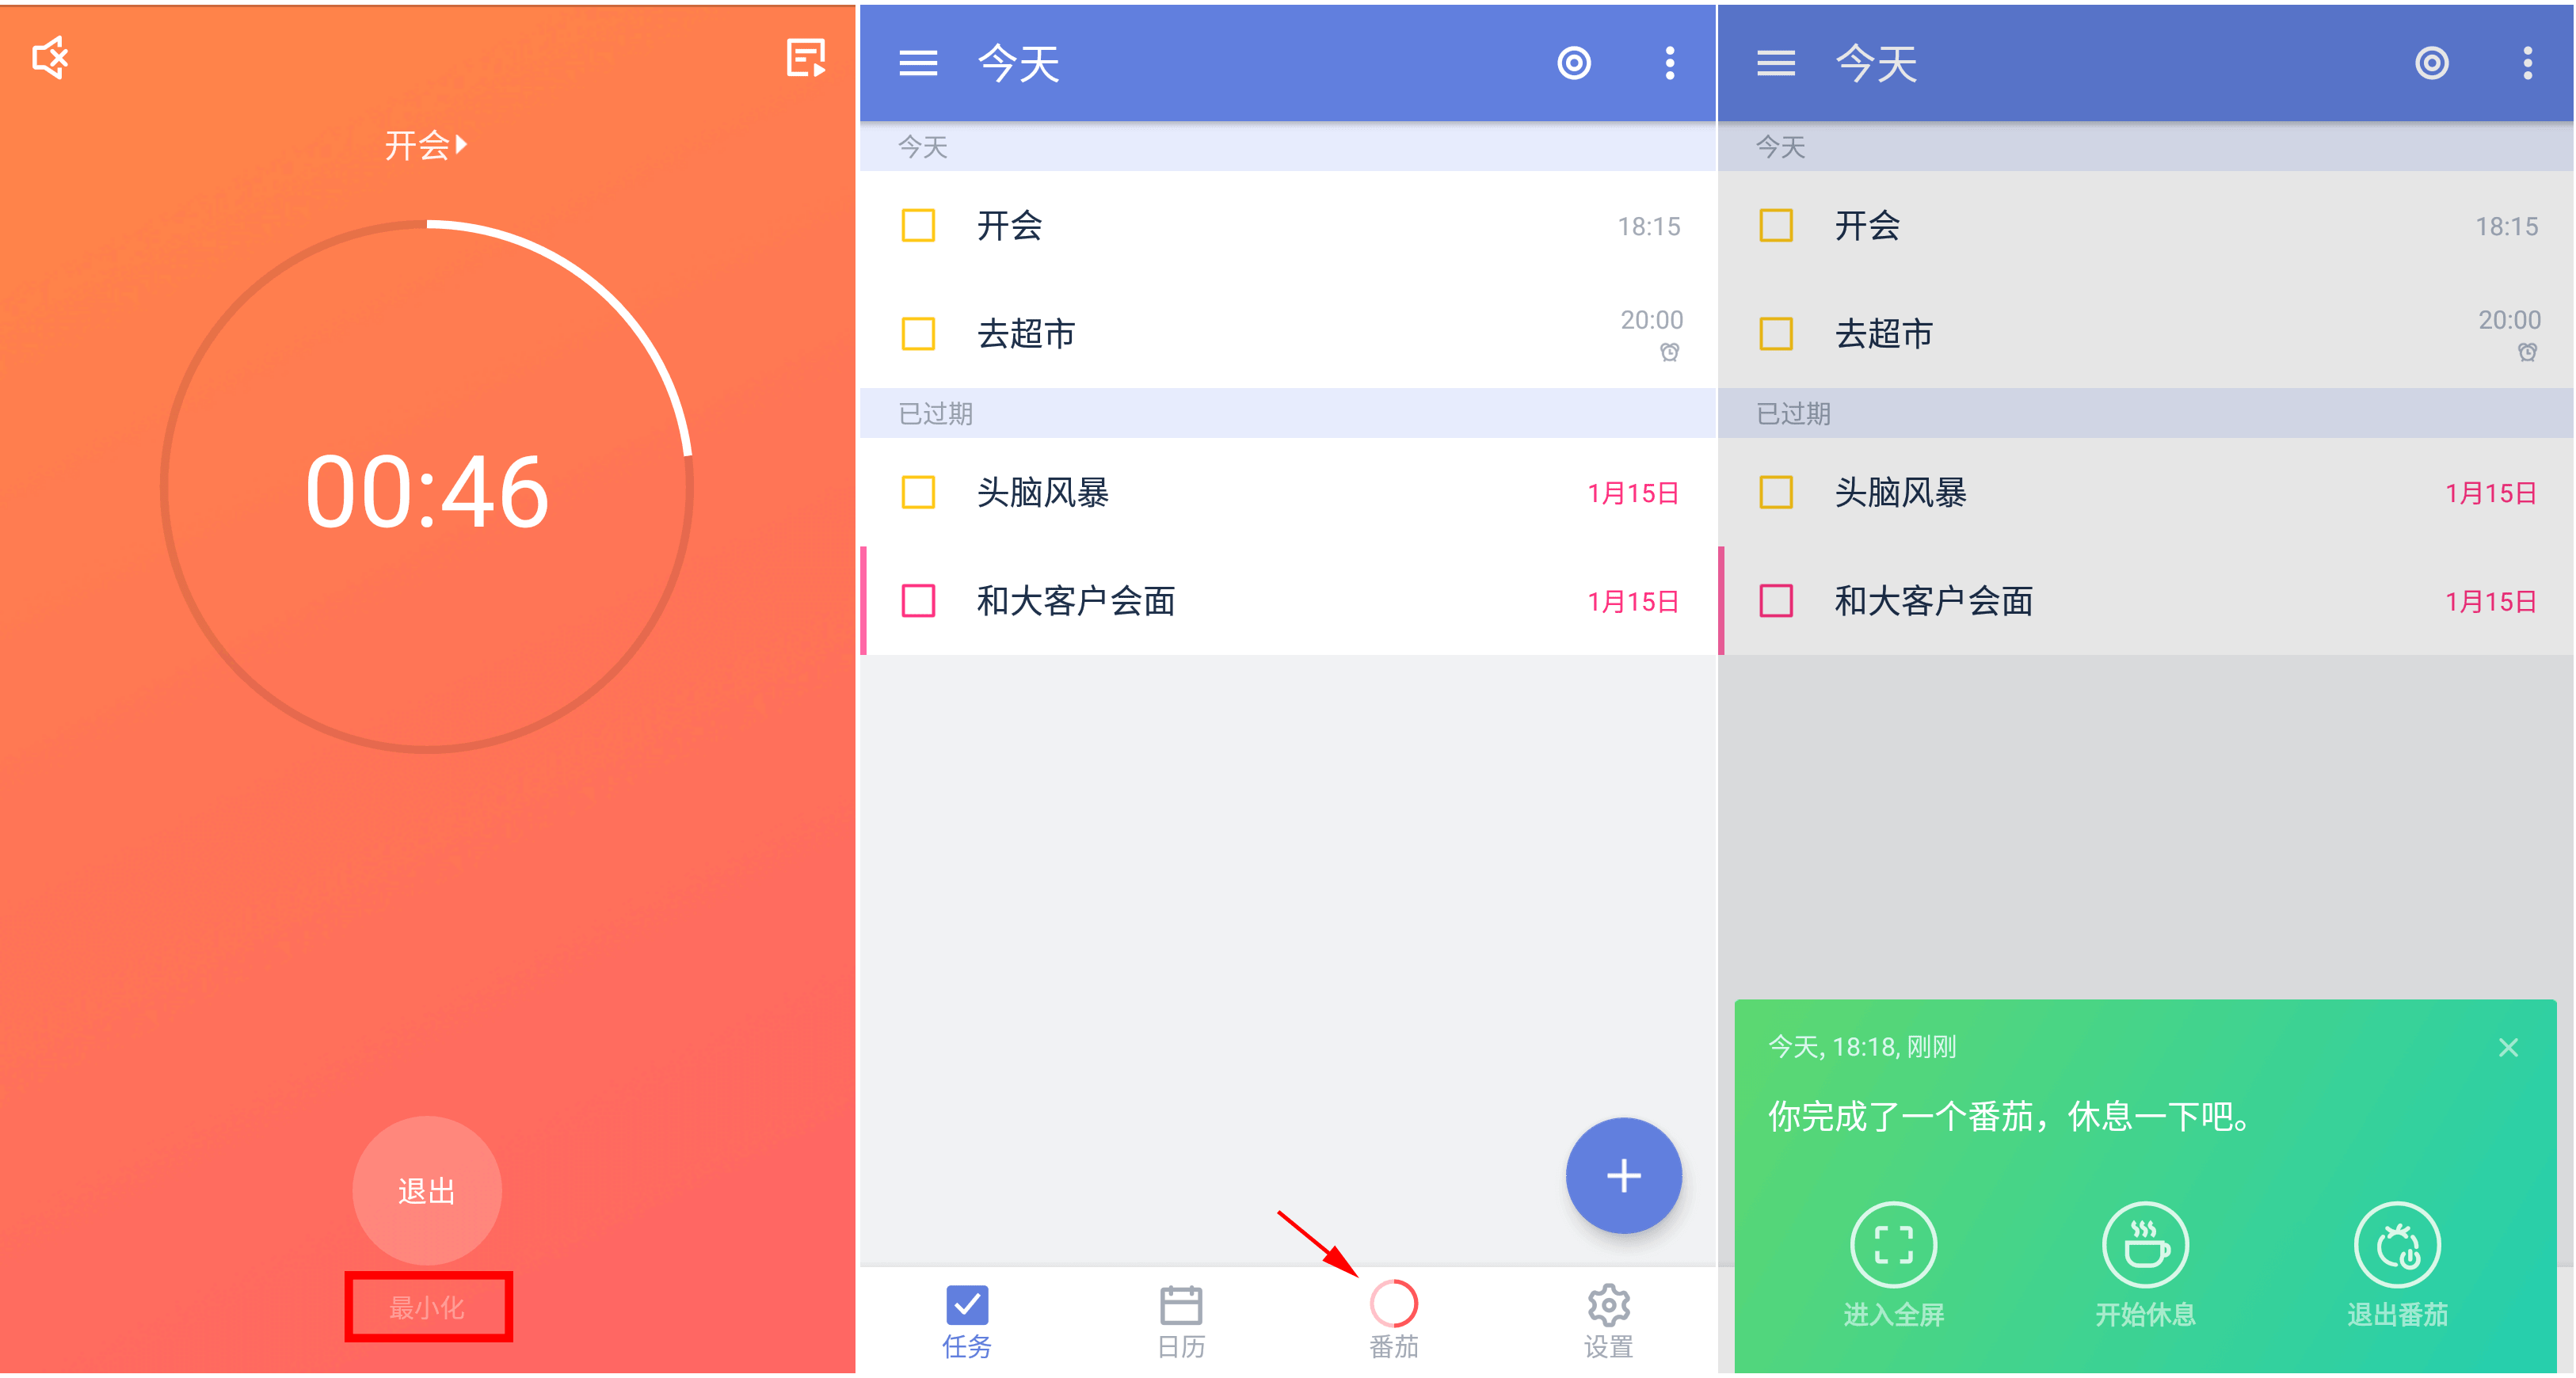 开会
00:46
退出
最小化
今天
今天
开会 18:15
去超市 20:00
已过期
头脑风暴 1月15日
和大客户会面 1月15日
任务 日历 番茄 设置
今天
今天
开会 18:15
去超市 20:00
已过期
头脑风暴 1月15日
和大客户会面 1月15日
今天, 18:18, 刚刚
你完成了一个番茄，休息一下吧。
进入全屏 开始休息 退出番茄